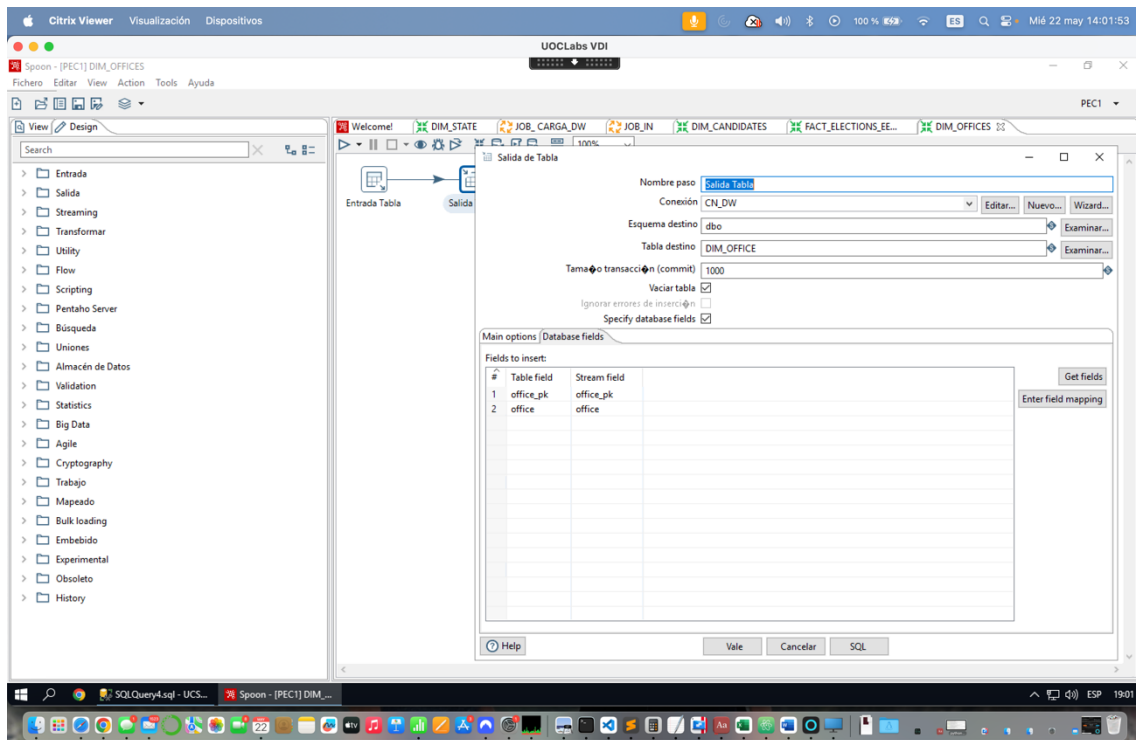 Citrix Viewer Visualización Dispositivos 100 % ES Mié 22 may 14:01:53
UOCLabs VDI
Spoon - [PEC1] DIM_OFFICES
Fichero Editar View Action Tools Ayuda
PEC1
View Design
Welcome! DIM_STATE JOB_ CARGA_DW JOB_IN DIM_CANDIDATES FACT_ELECTIONS_EE... DIM_OFFICES
Search
100%
Entrada
Salida
Streaming
Transformar
Utility
Flow
Scripting
Pentaho Server
Búsqueda
Uniones
Almacén de Datos
Validation
Statistics
Big Data
Agile
Cryptography
Trabajo
Mapeado
Bulk loading
Embebido
Experimental
Obsoleto
History
Entrada Tabla Salida
Salida de Tabla
Nombre paso Salida Tabla
Conexión CN_DW Editar... Nuevo... Wizard...
Esquema destino dbo Examinar...
Tabla destino DIM_OFFICE Examinar...
Tama�o transacci�n (commit) 1000
Vaciar tabla
Ignorar errores de inserci�n
Specify database fields
Main options Database fields
Fields to insert:
# Table field Stream field
1 office_pk office_pk
2 office office
Get fields
Enter field mapping
Help Vale Cancelar SQL
SQLQuery4.sql - UCS... Spoon - [PEC1] DIM_... ESP 19:01
22